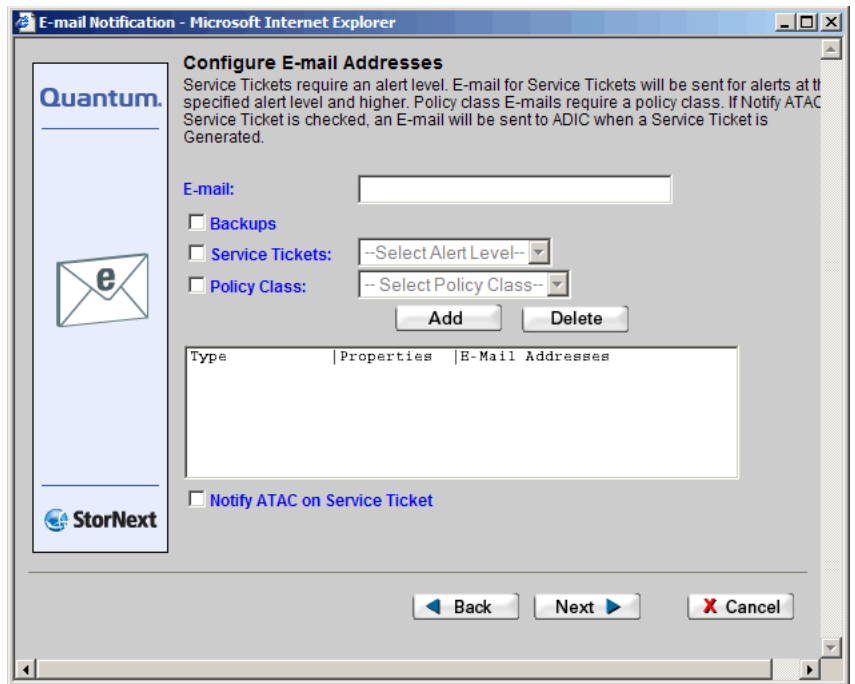 E-mail Notification - Microsoft Internet Explorer
Quantum.
Configure E-mail Addresses
Service Tickets require an alert level. E-mail for Service Tickets will be sent for alerts at th
specified alert level and higher. Policy class E-mails require a policy class. If Notify ATAC
Service Ticket is checked, an E-mail will be sent to ADIC when a Service Ticket is
Generated.
E-mail:
Backups
Service Tickets: --Select Alert Level--
Policy Class: -- Select Policy Class--
Add Delete
Type |Properties |E-Mail Addresses
e
Notify ATAC on Service Ticket
StorNext
Back Next X Cancel